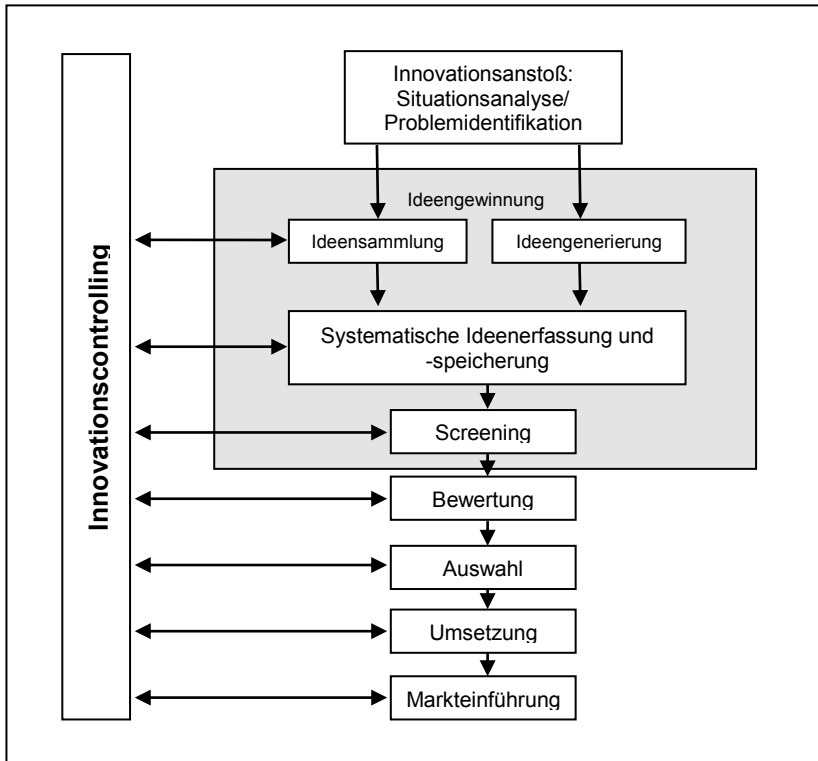 Innovationsanstoß:
Situationsanalyse/
Problemidentifikation
Innovationscontrolling
Ideengewinnung
Ideensammlung
Ideengenerierung
Systematische Ideenerfassung und
-speicherung
Screening
Bewertung
Auswahl
Umsetzung
Markteinführung